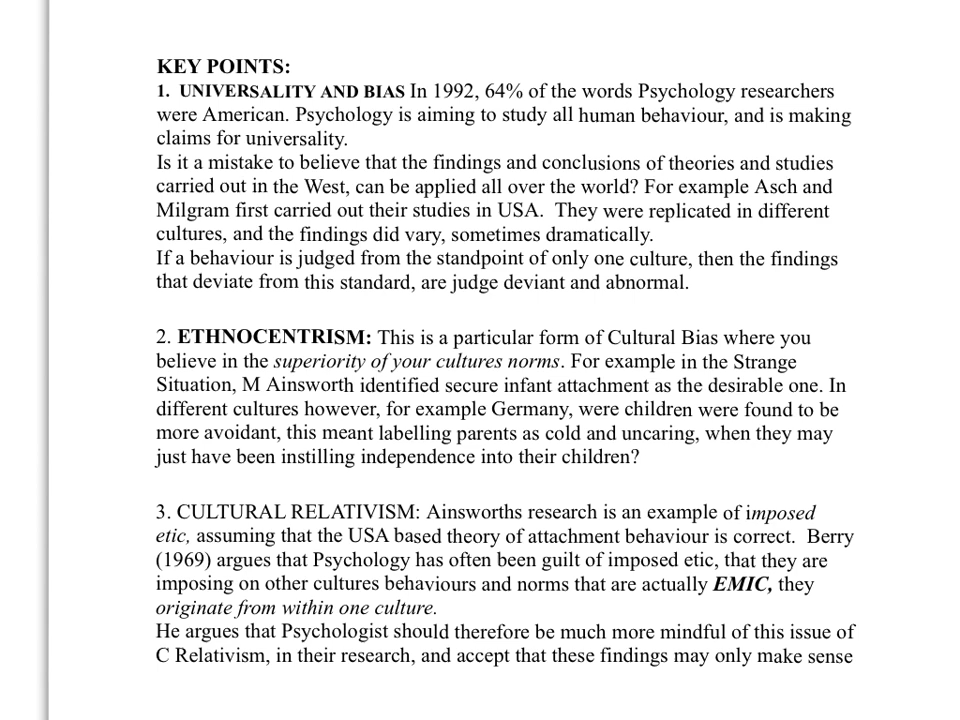 KEY POINTS:
1. UNIVERSALITY AND BIAS In 1992, 64% of the words Psychology researchers
were American. Psychology is aiming to study all human behaviour, and is making
claims for universality.
Is it a mistake to believe that the findings and conclusions of theories and studies
carried out in the West, can be applied all over the world? For example Asch and
Milgram first carried out their studies in USA. They were replicated in different
cultures, and the findings did vary, sometimes dramatically.
If a behaviour is judged from the standpoint of only one culture, then the findings
that deviate from this standard, are judge deviant and abnormal.
2. ETHNOCENTRISM: This is a particular form of Cultural Bias where you
believe in the superiority of your cultures norms. For example in the Strange
Situation, M Ainsworth identified secure infant attachment as the desirable one. In
different cultures however, for example Germany, were children were found to be
more avoidant, this meant labelling parents as cold and uncaring, when they may
just have been instilling independence into their children?
3. CULTURAL RELATIVISM: Ainsworths research is an example of imposed
etic, assuming that the USA based theory of attachment behaviour is correct. Berry
(1969) argues that Psychology has often been guilt of imposed etic, that they are
imposing on other cultures behaviours and norms that are actually EMIC, they
originate from within one culture.
He argues that Psychologist should therefore be much more mindful of this issue of
C Relativism, in their research, and accept that these findings may only make sense